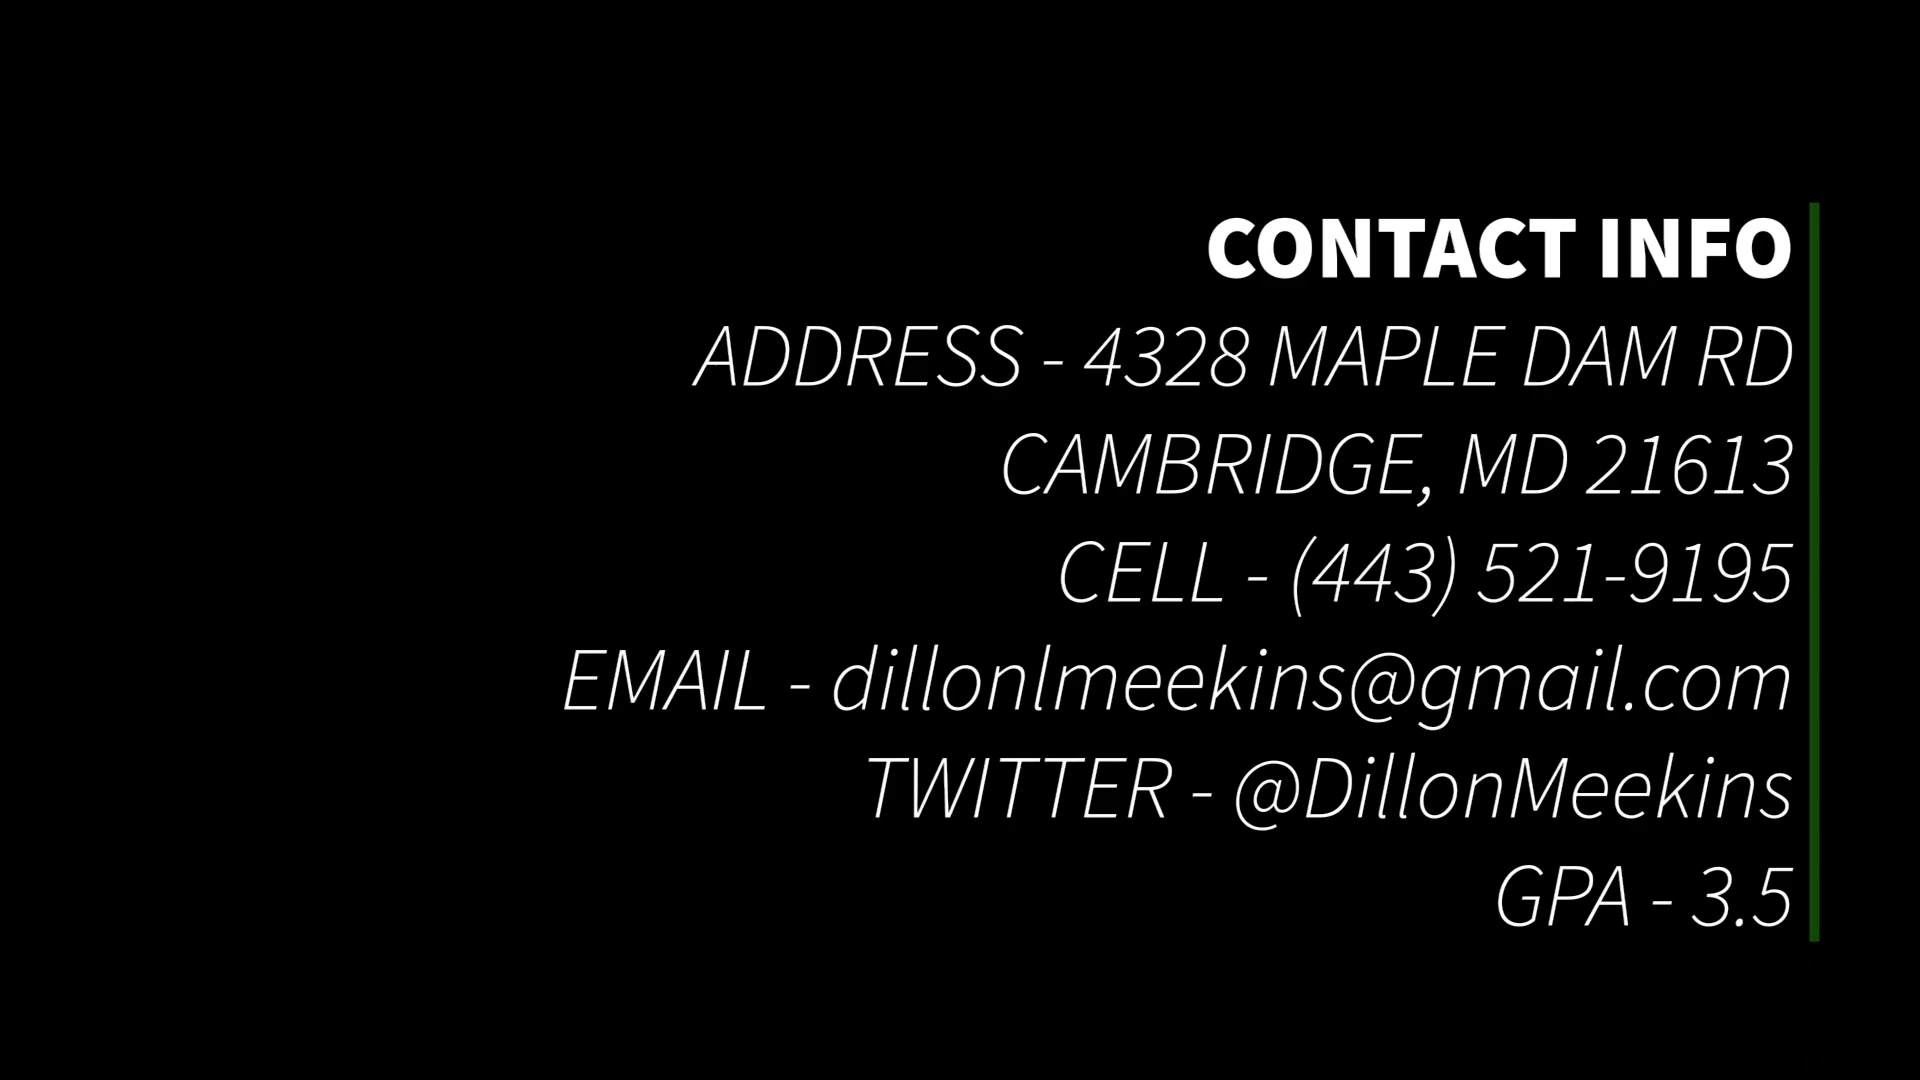 CONTACT INFO
ADDRESS - 4328 MAPLE DAM RD
CAMBRIDGE, MD 21613
CELL - (443) 521-9195
EMAIL - dillonlmeekins@gmail.com
TWITTER - @DillonMeekins
GPA - 3.5